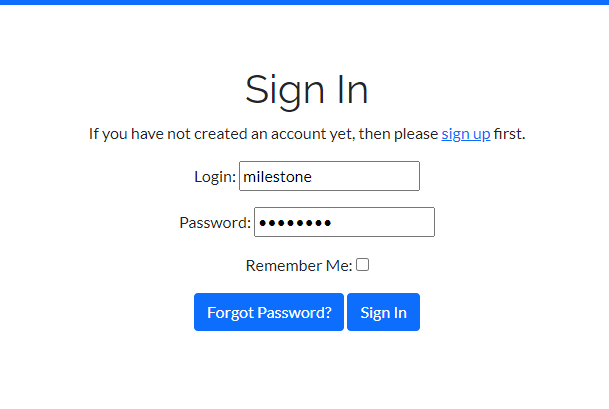 Sign In
If you have not created an account yet, then please sign up first.
Login: milestone
Password: ••••••••
Remember Me:
Forgot Password? Sign In